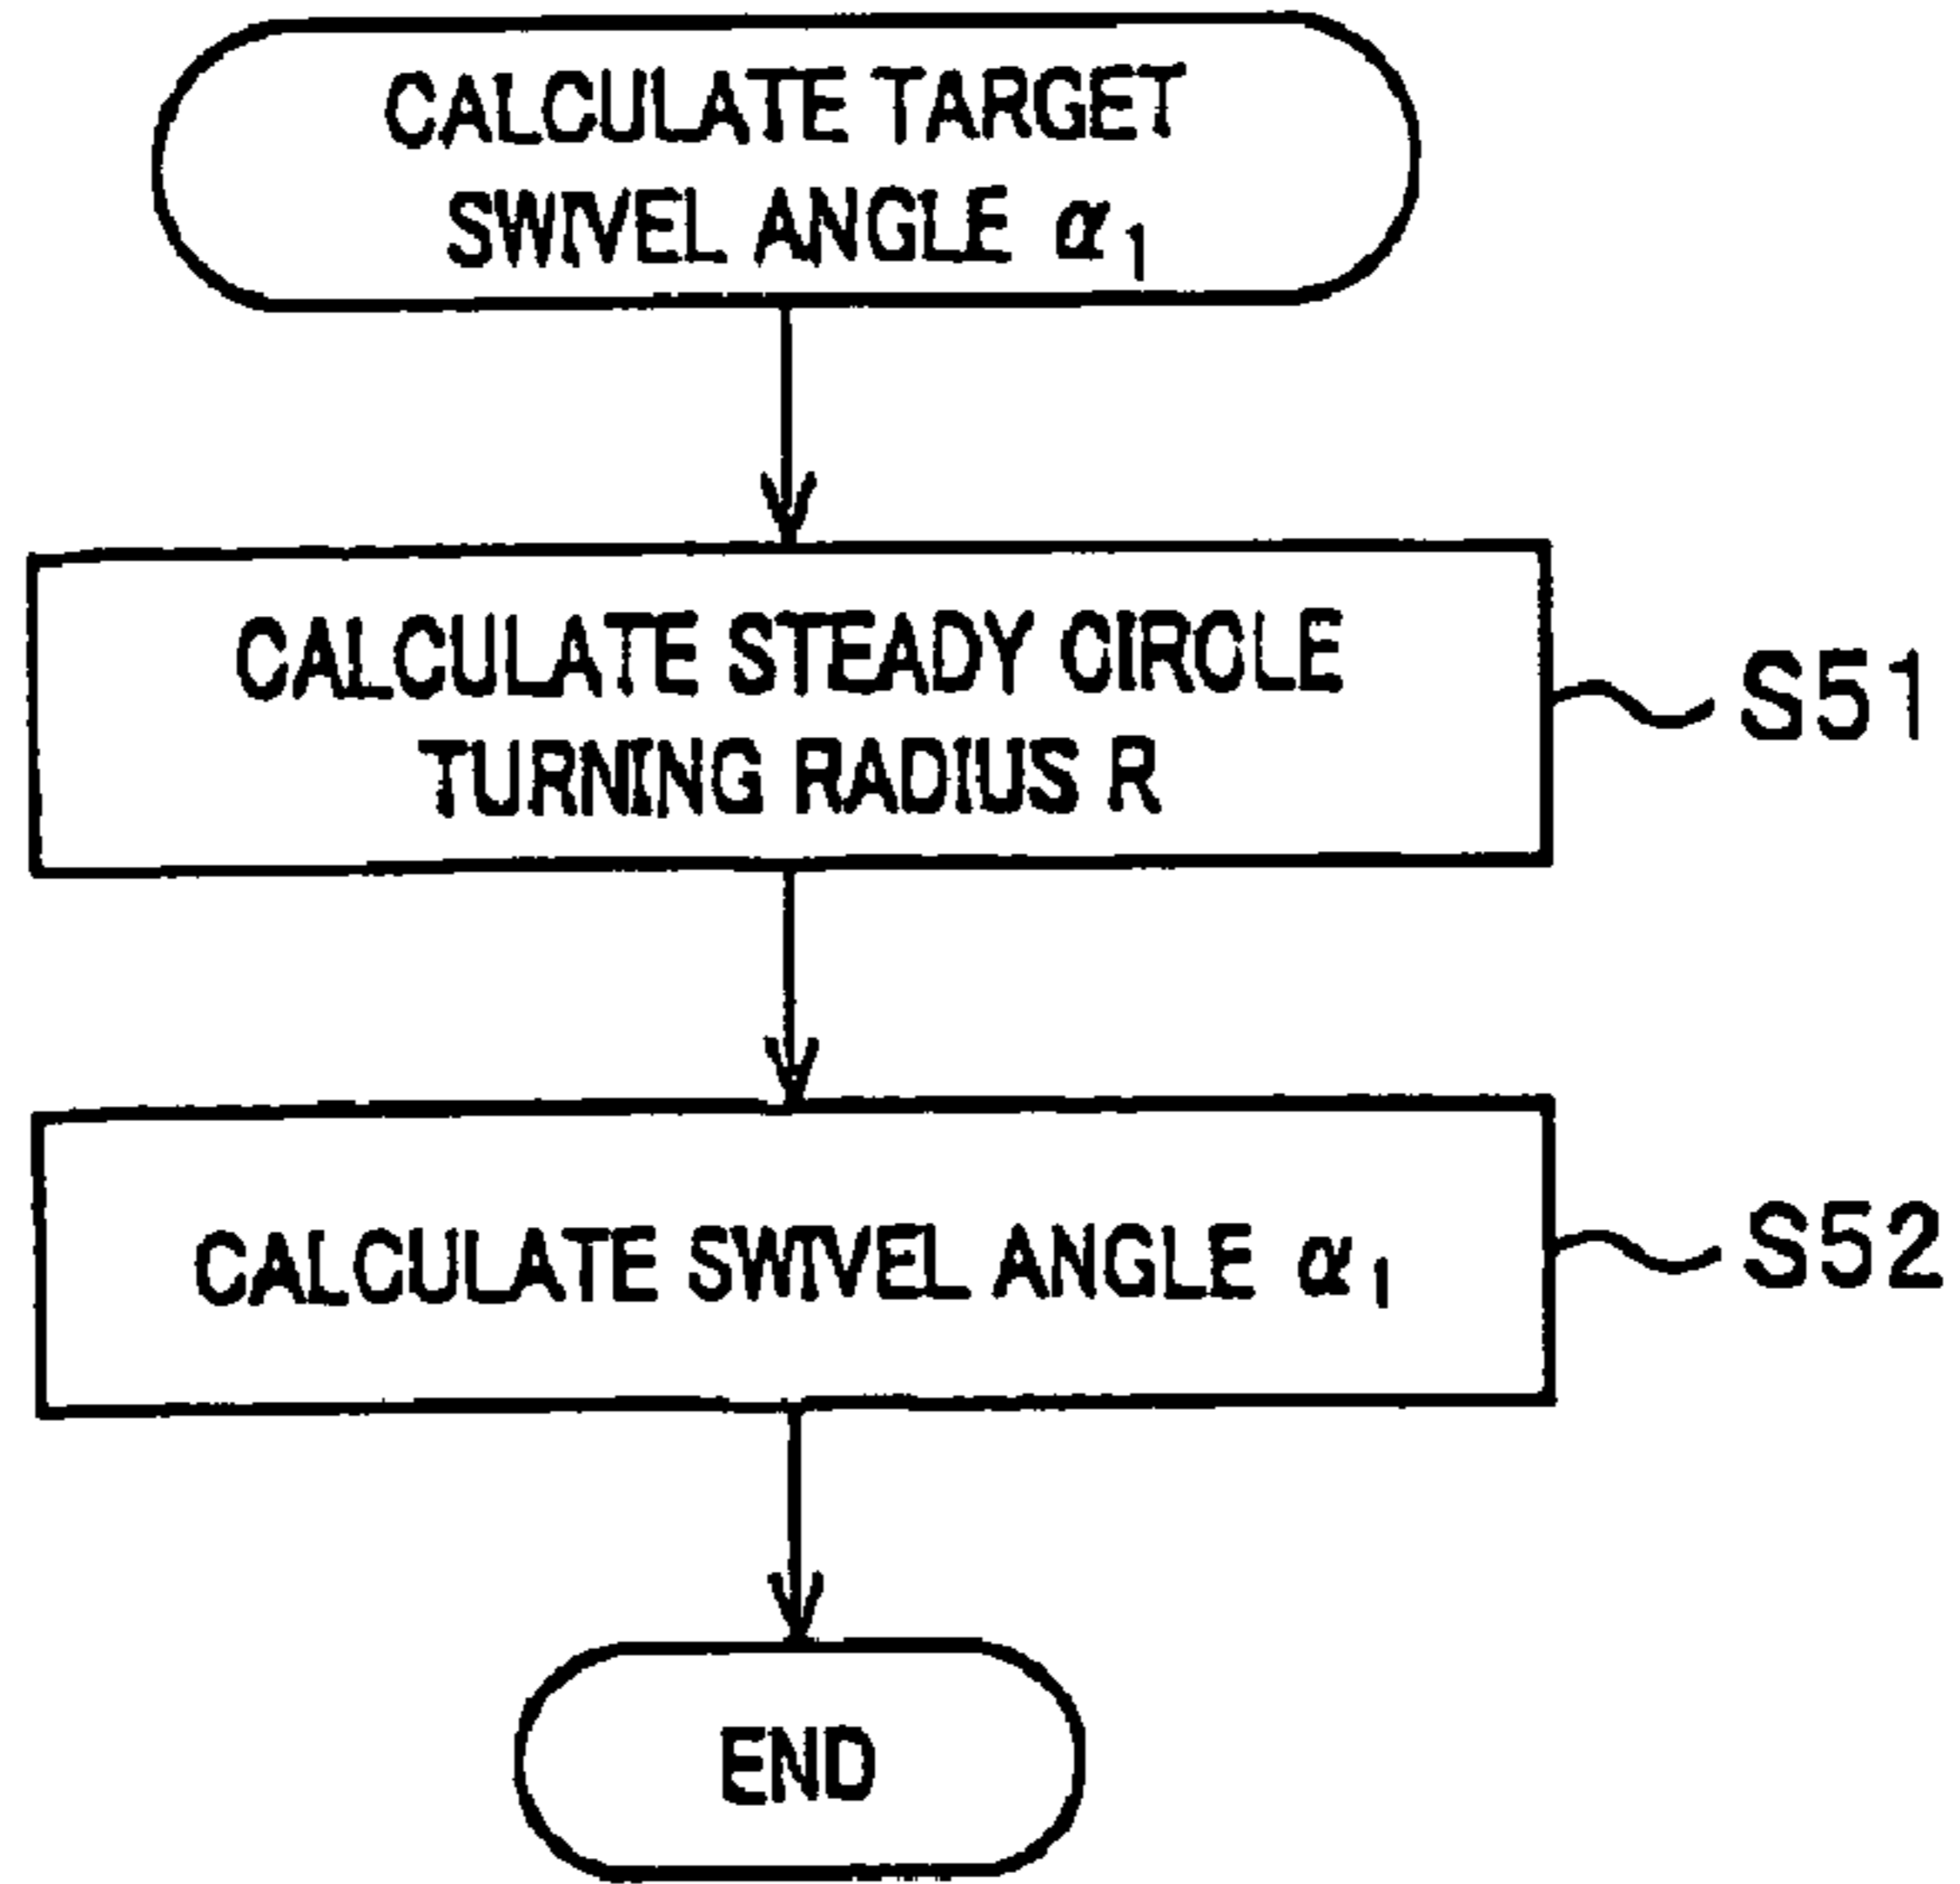 CALCULATE TARGET
SWIVEL ANGLE α₁
CALCULATE STEADY CIRCLE
TURNING RADIUS R
S51
CALCULATE SWIVEL ANGLE α₁
S52
END